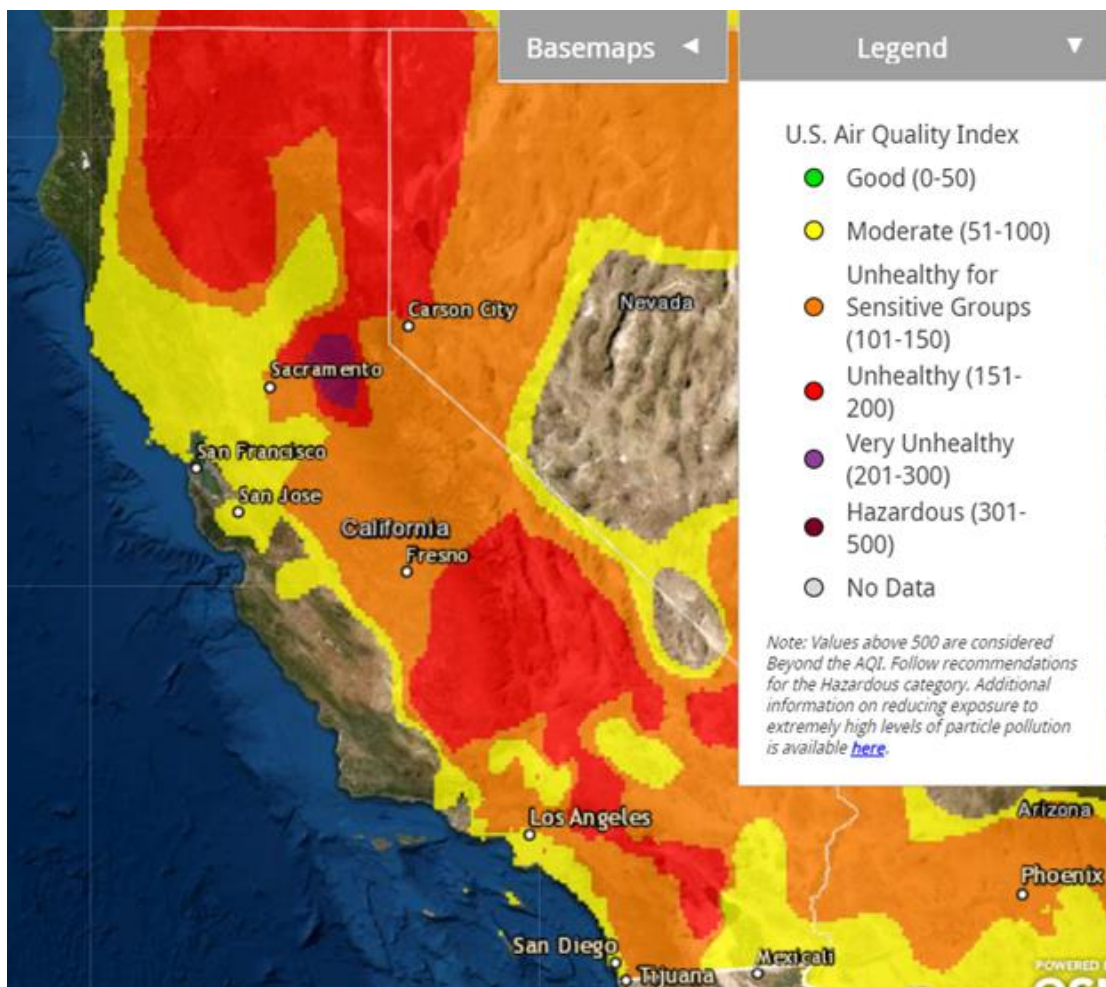 Basemaps
Legend
U.S. Air Quality Index
Good (0-50)
Moderate (51-100)
Unhealthy for
Sensitive Groups
(101-150)
Unhealthy (151-
200)
Very Unhealthy
(201-300)
Hazardous (301-
500)
No Data
Note: Values above 500 are considered
Beyond the AQI. Follow recommendations
for the Hazardous category. Additional
information on reducing exposure to
extremely high levels of particle pollution
is available here.
Nevada
Carson City
Sacramento
San Francisco
San Jose
California
Fresno
Los Angeles
Arizona
Phoenix
San Diego
Mexicali
Tijuana
POWERED